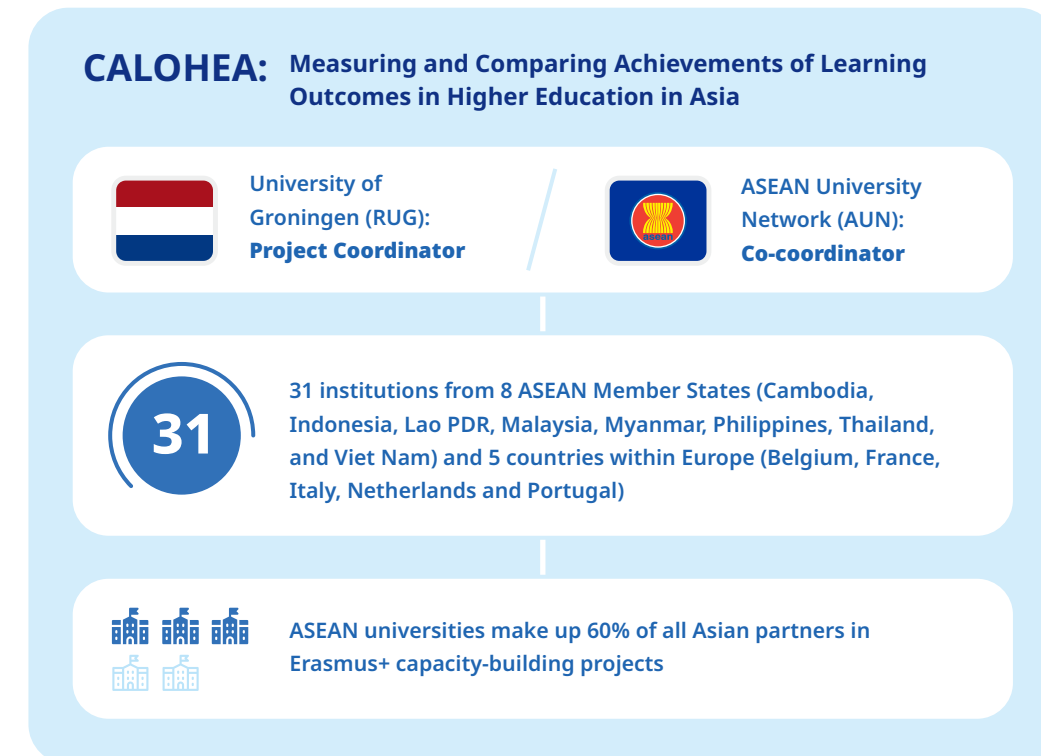 CALOHEA:
Measuring and Comparing Achievements of Learning
Outcomes in Higher Education in Asia
University of
Groningen (RUG):
Project Coordinator
asean
ASEAN University
Network (AUN):
Co-coordinator
31
31 institutions from 8 ASEAN Member States (Cambodia,
Indonesia, Lao PDR, Malaysia, Myanmar, Philippines, Thailand,
and Viet Nam) and 5 countries within Europe (Belgium, France,
Italy, Netherlands and Portugal)
ASEAN universities make up 60% of all Asian partners in
Erasmus+ capacity-building projects